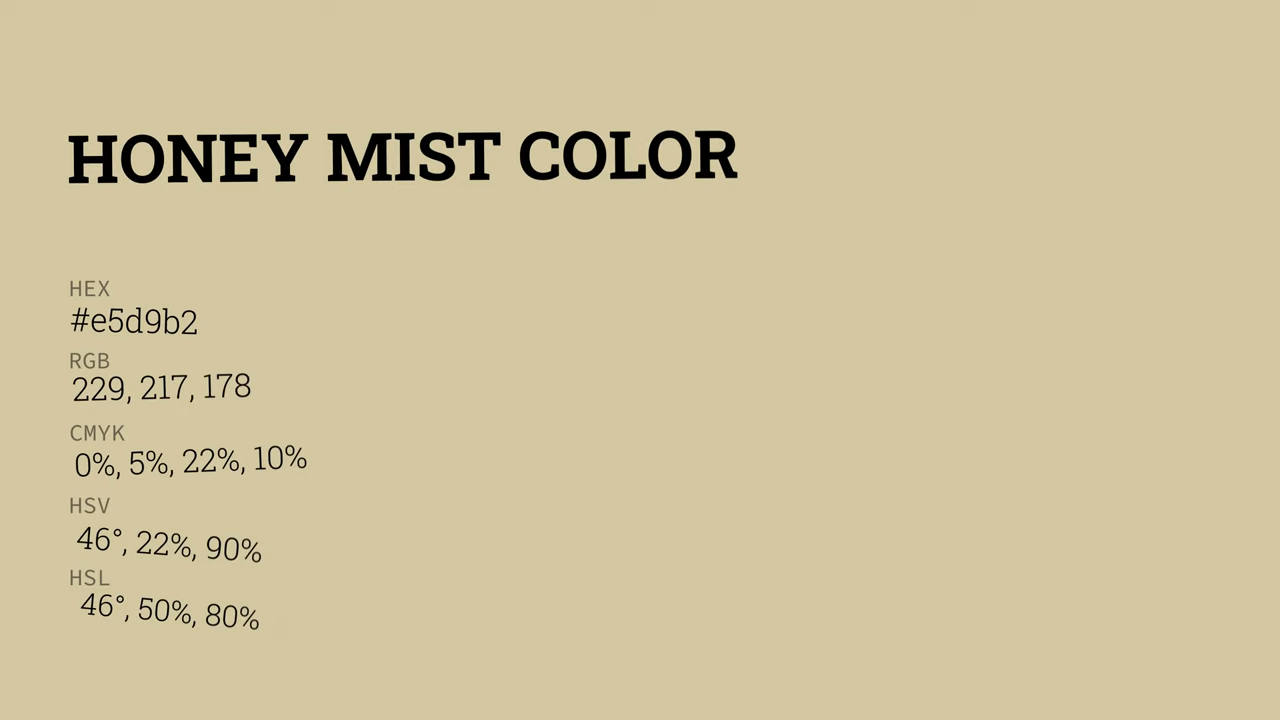 HONEY MIST COLOR
HEX
#e5d9b2
RGB
229, 217, 178
CMYK
0%, 5%, 22%, 10%
HSV
46°, 22%, 90%
HSL
46°, 50%, 80%